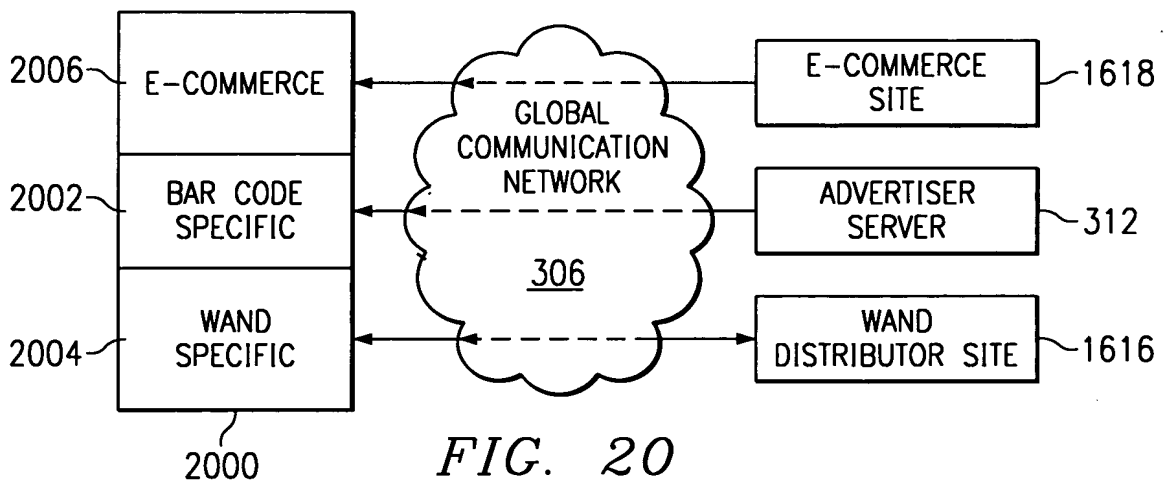 2006
E-COMMERCE
2002
BAR CODE
SPECIFIC
2004
WAND
SPECIFIC
2000
GLOBAL
COMMUNICATION
NETWORK
306
E-COMMERCE
SITE
1618
ADVERTISER
SERVER
312
WAND
DISTRIBUTOR SITE
1616
FIG. 20